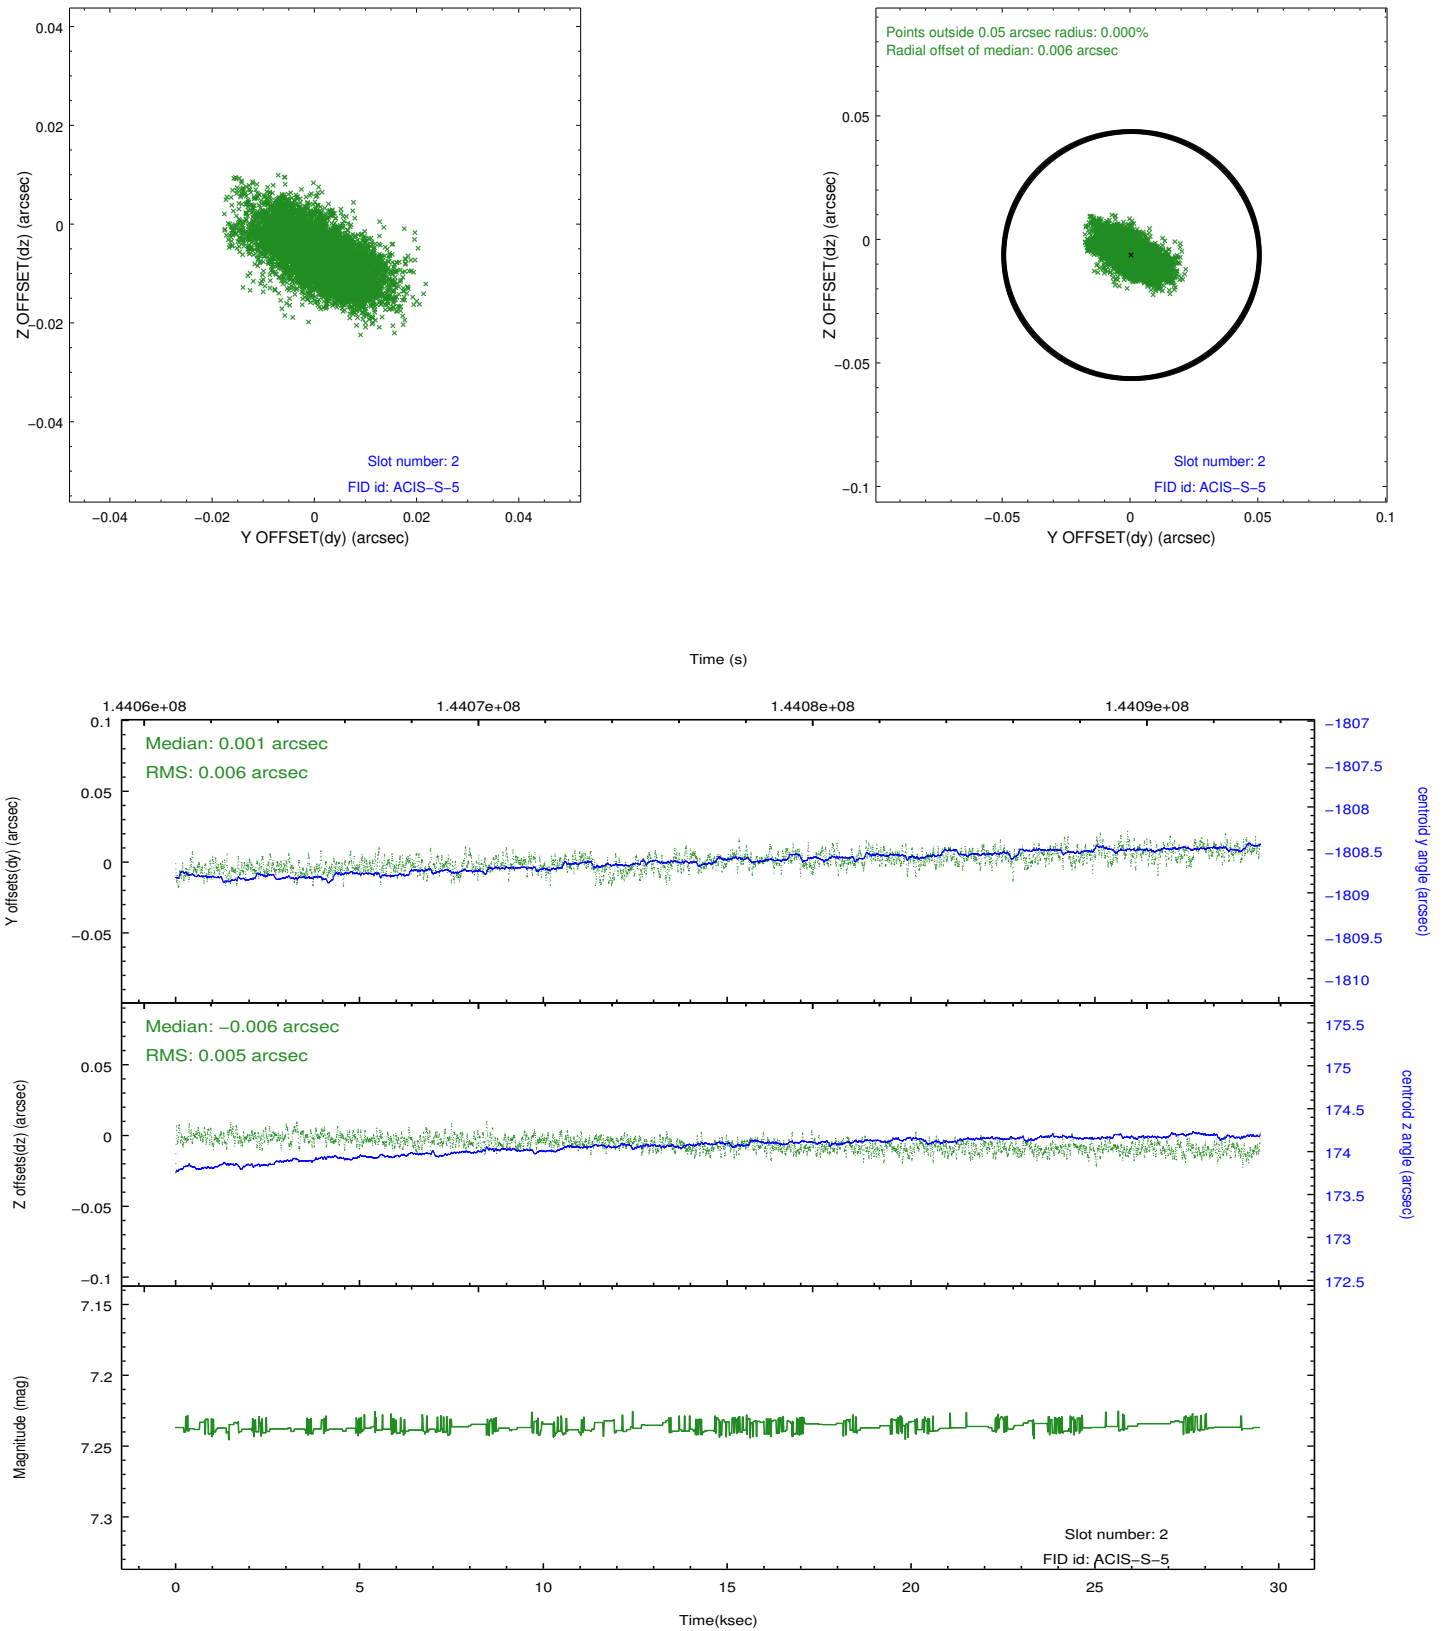 0.04
0.02
0
−0.02
−0.04
Z OFFSET(dz) (arcsec)
Slot number: 2
FID id: ACIS−S−5
−0.04
−0.02
0
0.02
0.04
Y OFFSET(dy) (arcsec)
Points outside 0.05 arcsec radius: 0.000%
Radial offset of median: 0.006 arcsec
0.05
0
−0.05
−0.1
Z OFFSET(dz) (arcsec)
Slot number: 2
FID id: ACIS−S−5
−0.05
0
0.05
0.1
Y OFFSET(dy) (arcsec)
Time (s)
1.4406e+08
1.4407e+08
1.4408e+08
1.4409e+08
Median: 0.001 arcsec
RMS: 0.006 arcsec
0.1
0.05
0
−0.05
Y offsets(dy) (arcsec)
−1807
−1807.5
−1808
−1808.5
−1809
−1809.5
−1810
centroid y angle (arcsec)
Median: −0.006 arcsec
RMS: 0.005 arcsec
0.05
0
−0.05
−0.1
Z offsets(dz) (arcsec)
175.5
175
174.5
174
173.5
173
172.5
centroid z angle (arcsec)
7.15
7.2
7.25
7.3
Magnitude (mag)
Slot number: 2
FID id: ACIS−S−5
0
5
10
15
20
25
30
Time(ksec)